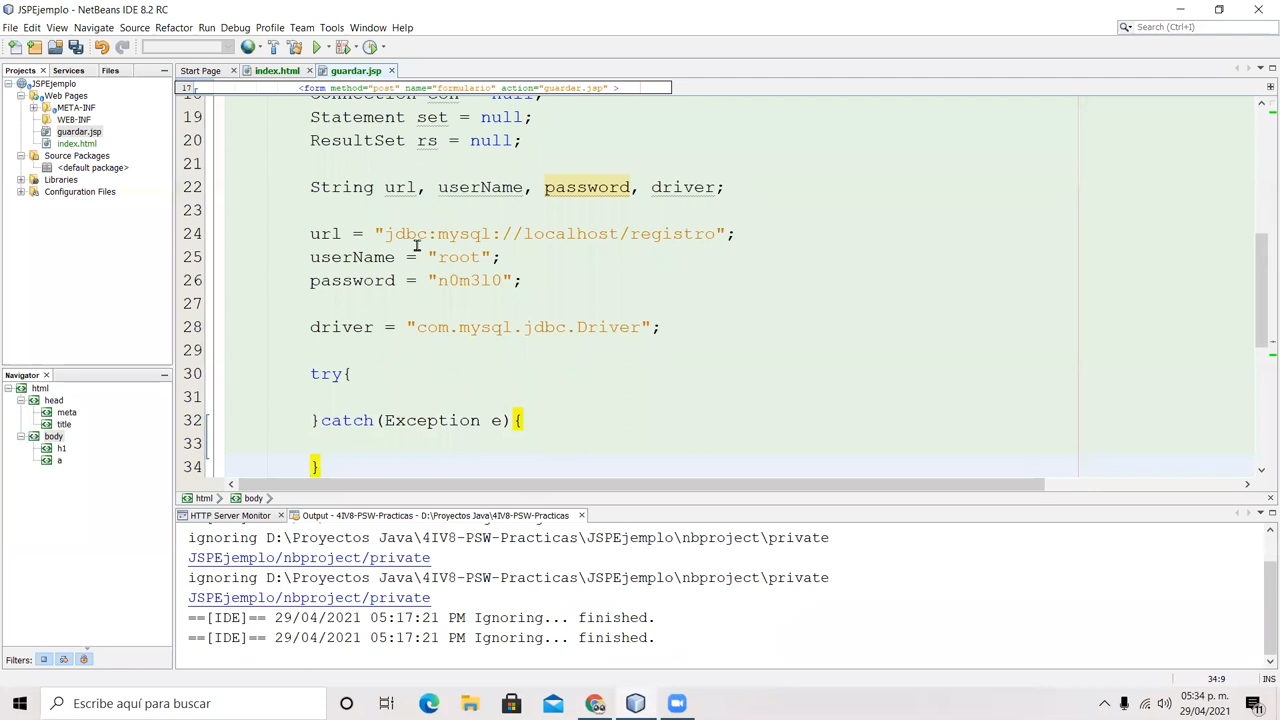 JSPEjemplo - NetBeans IDE 8.2 RC
File Edit View Navigate Source Refactor Run Debug Profile Team Tools Window Help
Search (Ctrl+I)
Projects Services Files
Start Page index.html guardar.jsp
JSPEjemplo
Web Pages
META-INF
WEB-INF
guardar.jsp
index.html
Source Packages
<default package>
Libraries
Configuration Files
17 <form method="post" name="formulario" action="guardar.jsp" >
18 Connection con = null;
19 Statement set = null;
20 ResultSet rs = null;
21
22 String url, userName, password, driver;
23
24 url = "jdbc:mysql://localhost/registro";
25 userName = "root";
26 password = "n0m3l0";
27
28 driver = "com.mysql.jdbc.Driver";
29
30 try{
31
32 }catch(Exception e){
33
34 }
Navigator
html
head
meta
title
body
h1
a
Filters:
html body
HTTP Server Monitor Output - 4IV8-PSW-Practicas - D:\Proyectos Java\4IV8-PSW-Practicas
ignoring D:\Proyectos Java\4IV8-PSW-Practicas\JSPEjemplo\nbproject\private
JSPEjemplo/nbproject/private
ignoring D:\Proyectos Java\4IV8-PSW-Practicas\JSPEjemplo\nbproject\private
JSPEjemplo/nbproject/private
==[IDE]== 29/04/2021 05:17:21 PM Ignoring... finished.
==[IDE]== 29/04/2021 05:17:21 PM Ignoring... finished.
34:9 INS
Escribe aquí para buscar
05:34 p. m.
29/04/2021
11